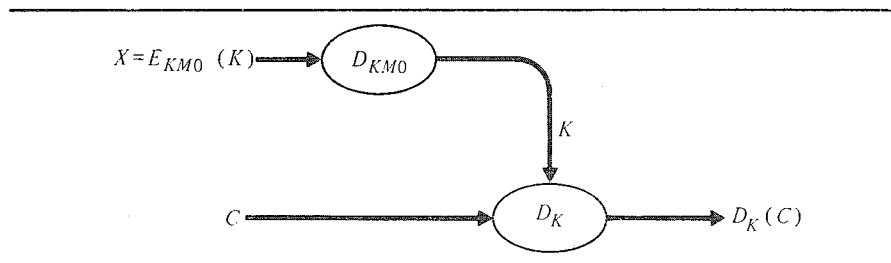 X = E_KM0 (K)
D_KM0
K
C
D_K
D_K (C)